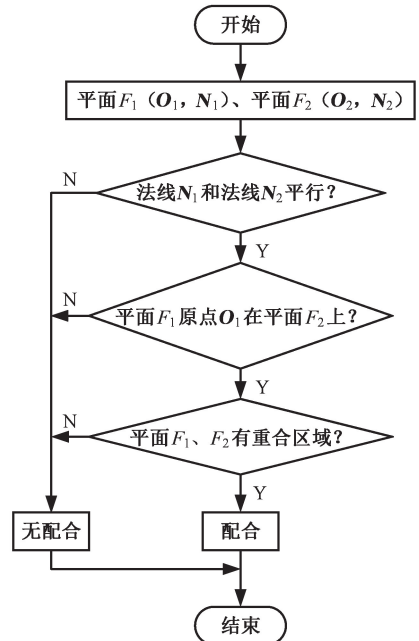 开始
平面F₁（O₁，N₁）、平面F₂（O₂，N₂）
N
法线N₁和法线N₂平行？
Y
N
平面F₁原点O₁在平面F₂上？
Y
N
平面F₁、F₂有重合区域？
Y
无配合
配合
结束